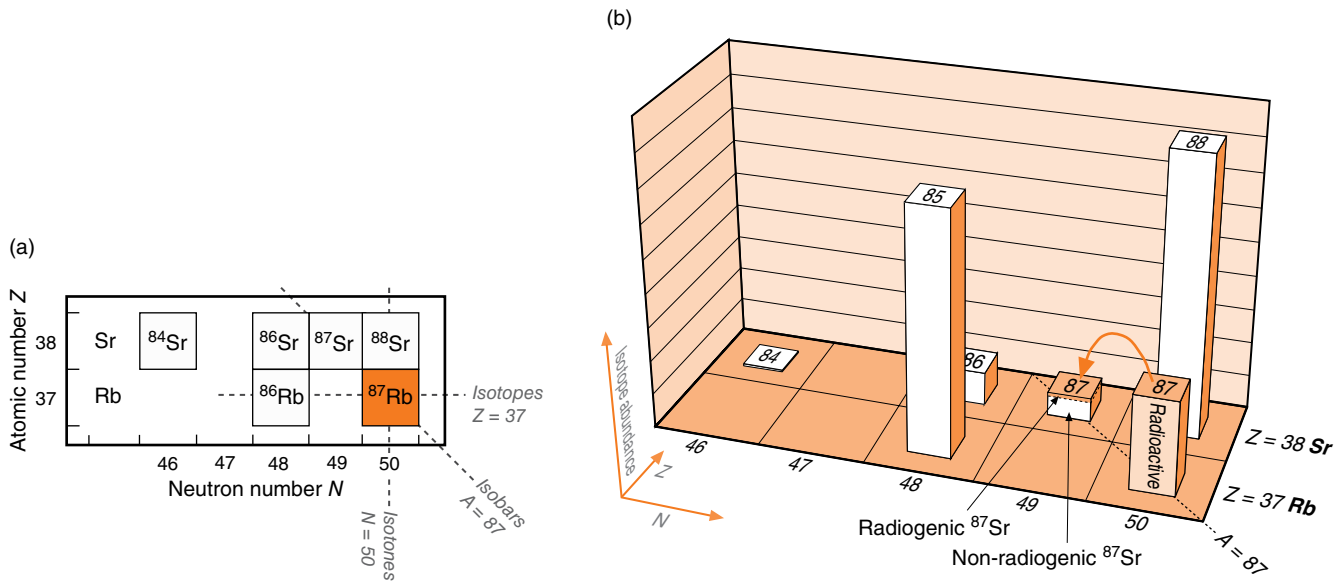 (a)
Atomic number Z
38
37
Sr
⁸⁴Sr
⁸⁶Sr
⁸⁷Sr
⁸⁸Sr
Rb
⁸⁶Rb
⁸⁷Rb
46
47
48
49
50
Neutron number N
Isotopes
Z = 37
Isobars
A = 87
Isotones
N = 50
(b)
84
85
86
87
87
88
Radioactive
Isotope abundance
Z
N
46
47
48
49
50
Z = 38 Sr
Z = 37 Rb
A = 87
Radiogenic ⁸⁷Sr
Non-radiogenic ⁸⁷Sr